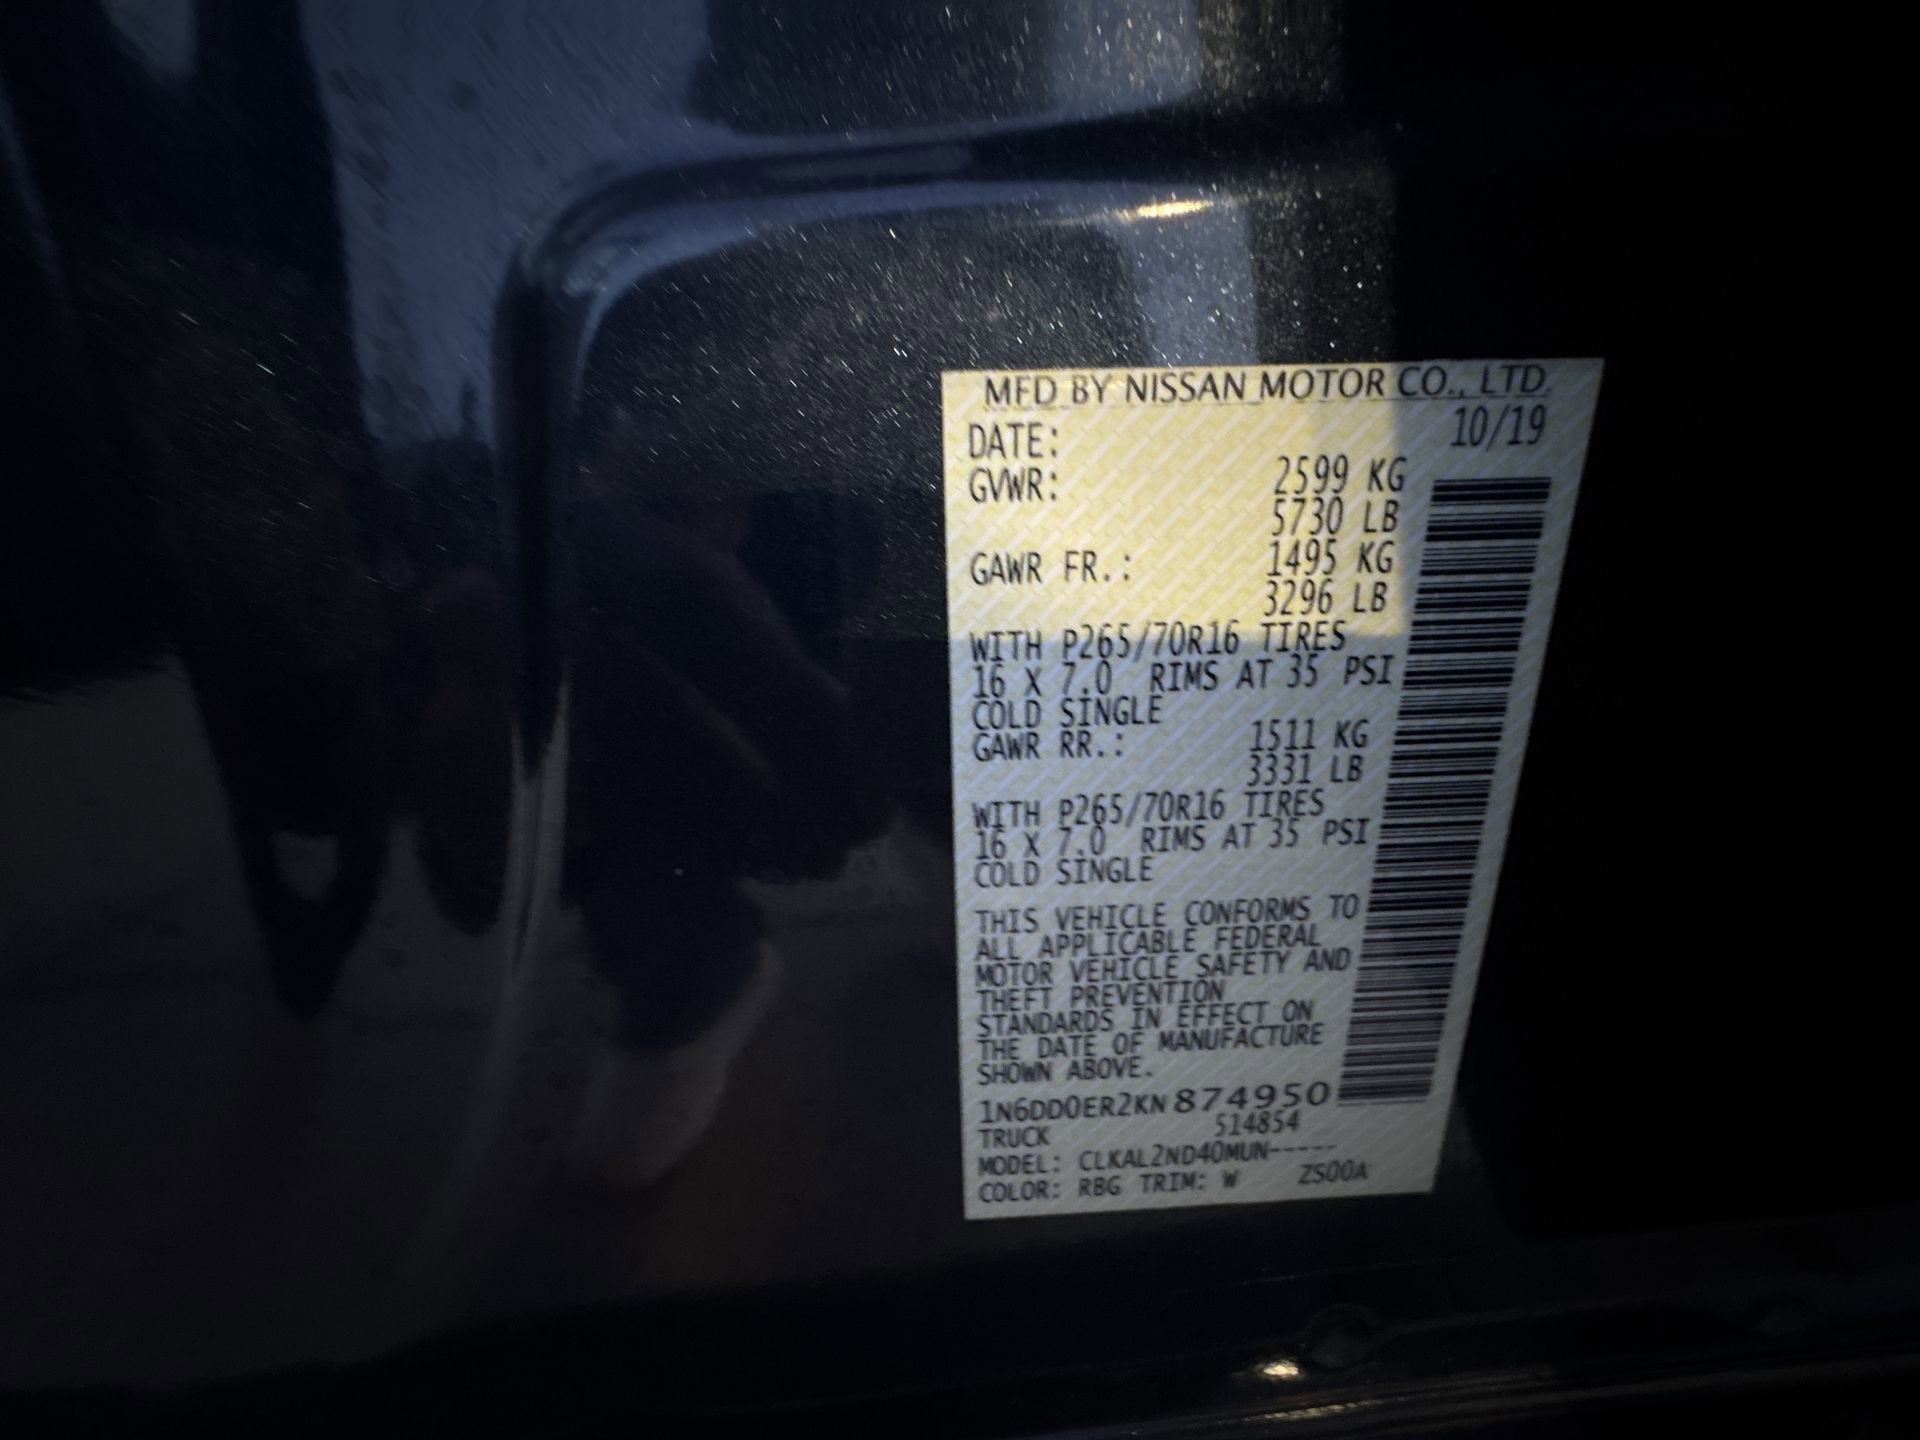 MFD BY NISSAN MOTOR CO., LTD.
DATE: 10/19
GVWR: 2599 KG
5730 LB
GAWR FR.: 1495 KG
3296 LB
WITH P265/70R16 TIRES
16 X 7.0 RIMS AT 35 PSI
COLD SINGLE
GAWR RR.: 1511 KG
3331 LB
WITH P265/70R16 TIRES
16 X 7.0 RIMS AT 35 PSI
COLD SINGLE
THIS VEHICLE CONFORMS TO
ALL APPLICABLE FEDERAL
MOTOR VEHICLE SAFETY AND
THEFT PREVENTION
STANDARDS IN EFFECT ON
THE DATE OF MANUFACTURE
SHOWN ABOVE.
1N6DD0ER2KN874950
TRUCK 514854
MODEL: CLKAL2ND40MUN-----
COLOR: RBG TRIM: W ZS00A